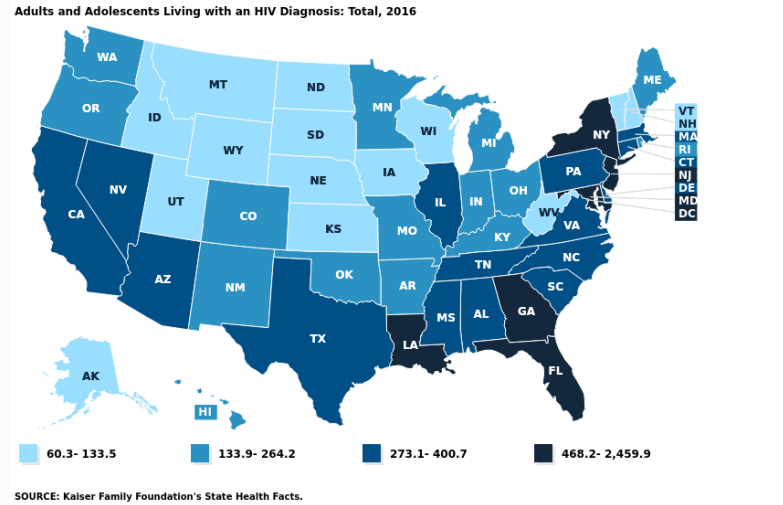 Adults and Adolescents Living with an HIV Diagnosis: Total, 2016
WA
MT
ND
MN
ME
OR
ID
SD
WI
MI
VT
NH
WY
NY
MA
RI
IA
NE
PA
CT
NV
OH
NJ
UT
IL
IN
DE
CA
CO
WV
MD
KS
MO
VA
DC
KY
NC
TN
AZ
OK
NM
AR
SC
MS
AL
GA
TX
LA
FL
AK
HI
60.3- 133.5 133.9- 264.2 273.1- 400.7 468.2- 2,459.9
SOURCE: Kaiser Family Foundation's State Health Facts.